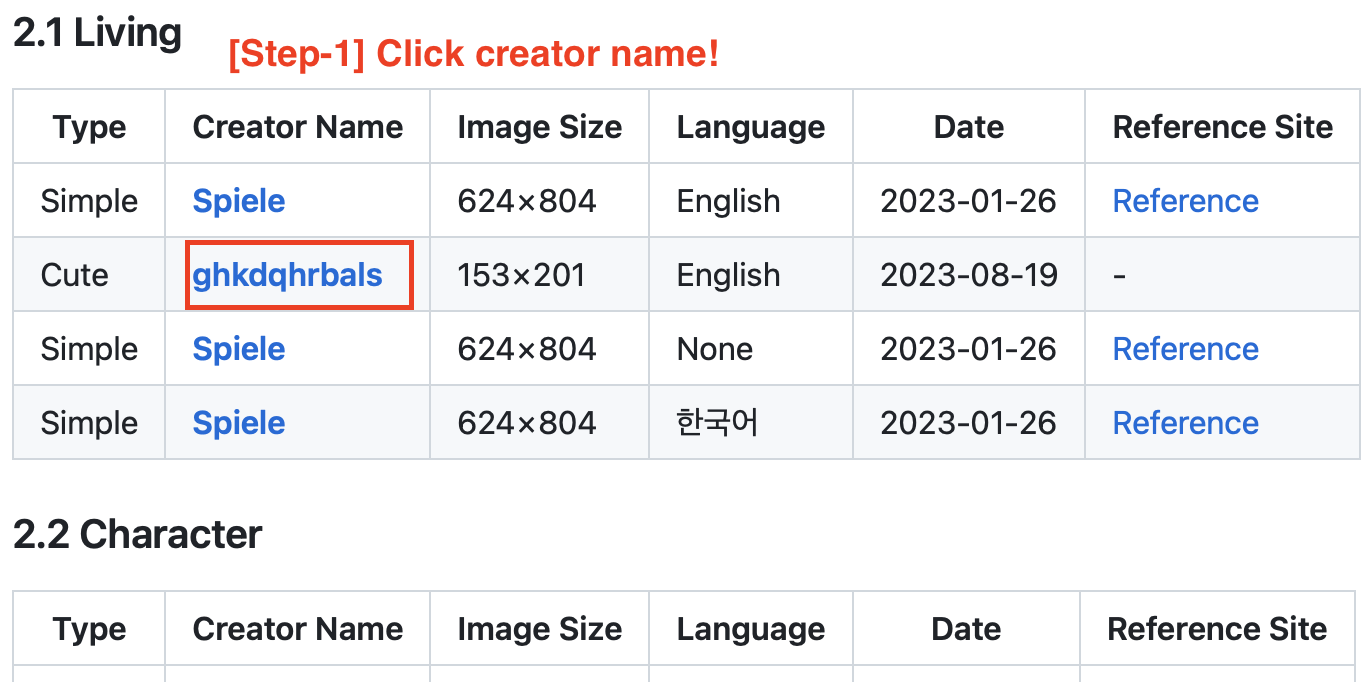 2.1 Living
[Step-1] Click creator name!
Type Creator Name Image Size Language Date Reference Site
Simple Spiele 624×804 English 2023-01-26 Reference
Cute ghkdqhrbals 153×201 English 2023-08-19 -
Simple Spiele 624×804 None 2023-01-26 Reference
Simple Spiele 624×804 한국어 2023-01-26 Reference
2.2 Character
Type Creator Name Image Size Language Date Reference Site